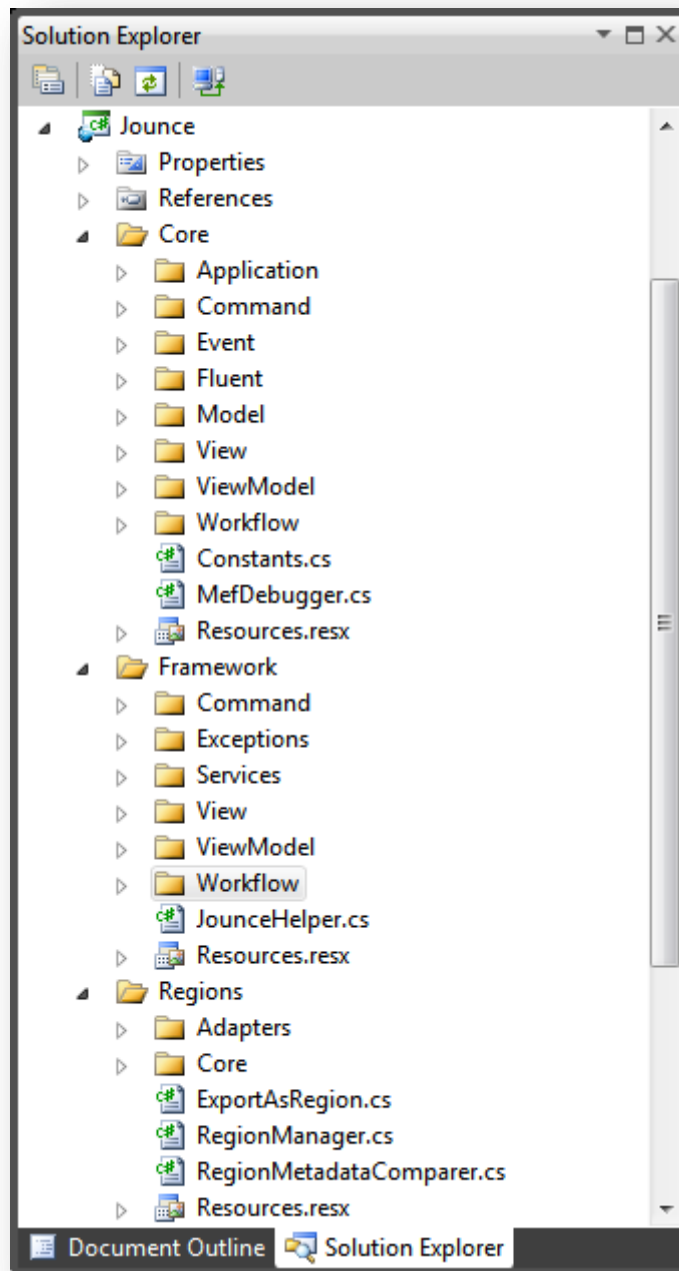 Solution Explorer
Jounce
Properties
References
Core
Application
Command
Event
Fluent
Model
View
ViewModel
Workflow
Constants.cs
MefDebugger.cs
Resources.resx
Framework
Command
Exceptions
Services
View
ViewModel
Workflow
JounceHelper.cs
Resources.resx
Regions
Adapters
Core
ExportAsRegion.cs
RegionManager.cs
RegionMetadataComparer.cs
Resources.resx
Document Outline Solution Explorer